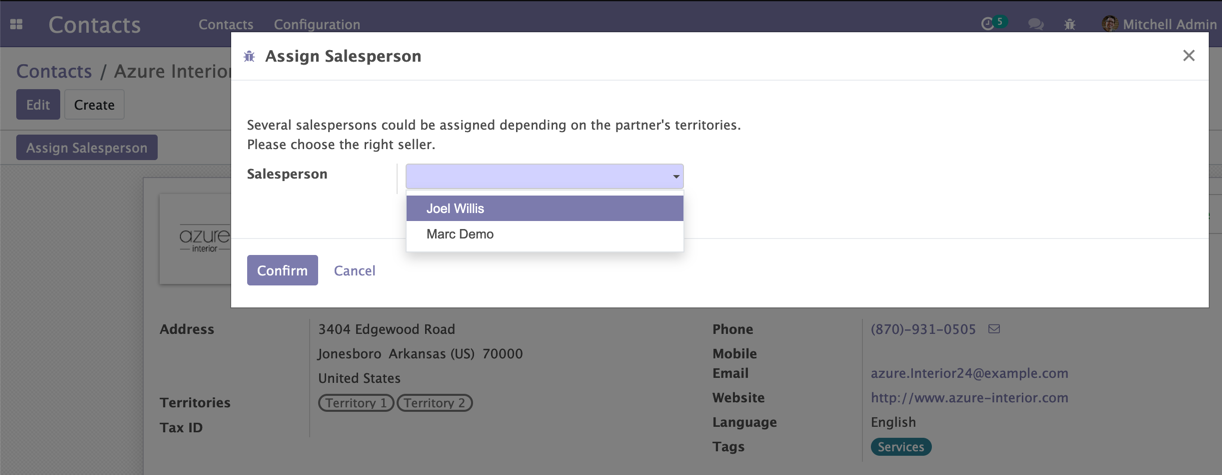 Contacts
Contacts
Configuration
5
Mitchell Admin
Contacts / Azure Interior
Edit
Create
Assign Salesperson
Assign Salesperson
Several salespersons could be assigned depending on the partner's territories.
Please choose the right seller.
Salesperson
Joel Willis
Marc Demo
Confirm
Cancel
azure
interior
Address
3404 Edgewood Road
Jonesboro Arkansas (US) 70000
United States
Territories
Territory 1
Territory 2
Tax ID
Phone
(870)-931-0505
Mobile
Email
azure.Interior24@example.com
Website
http://www.azure-interior.com
Language
English
Tags
Services